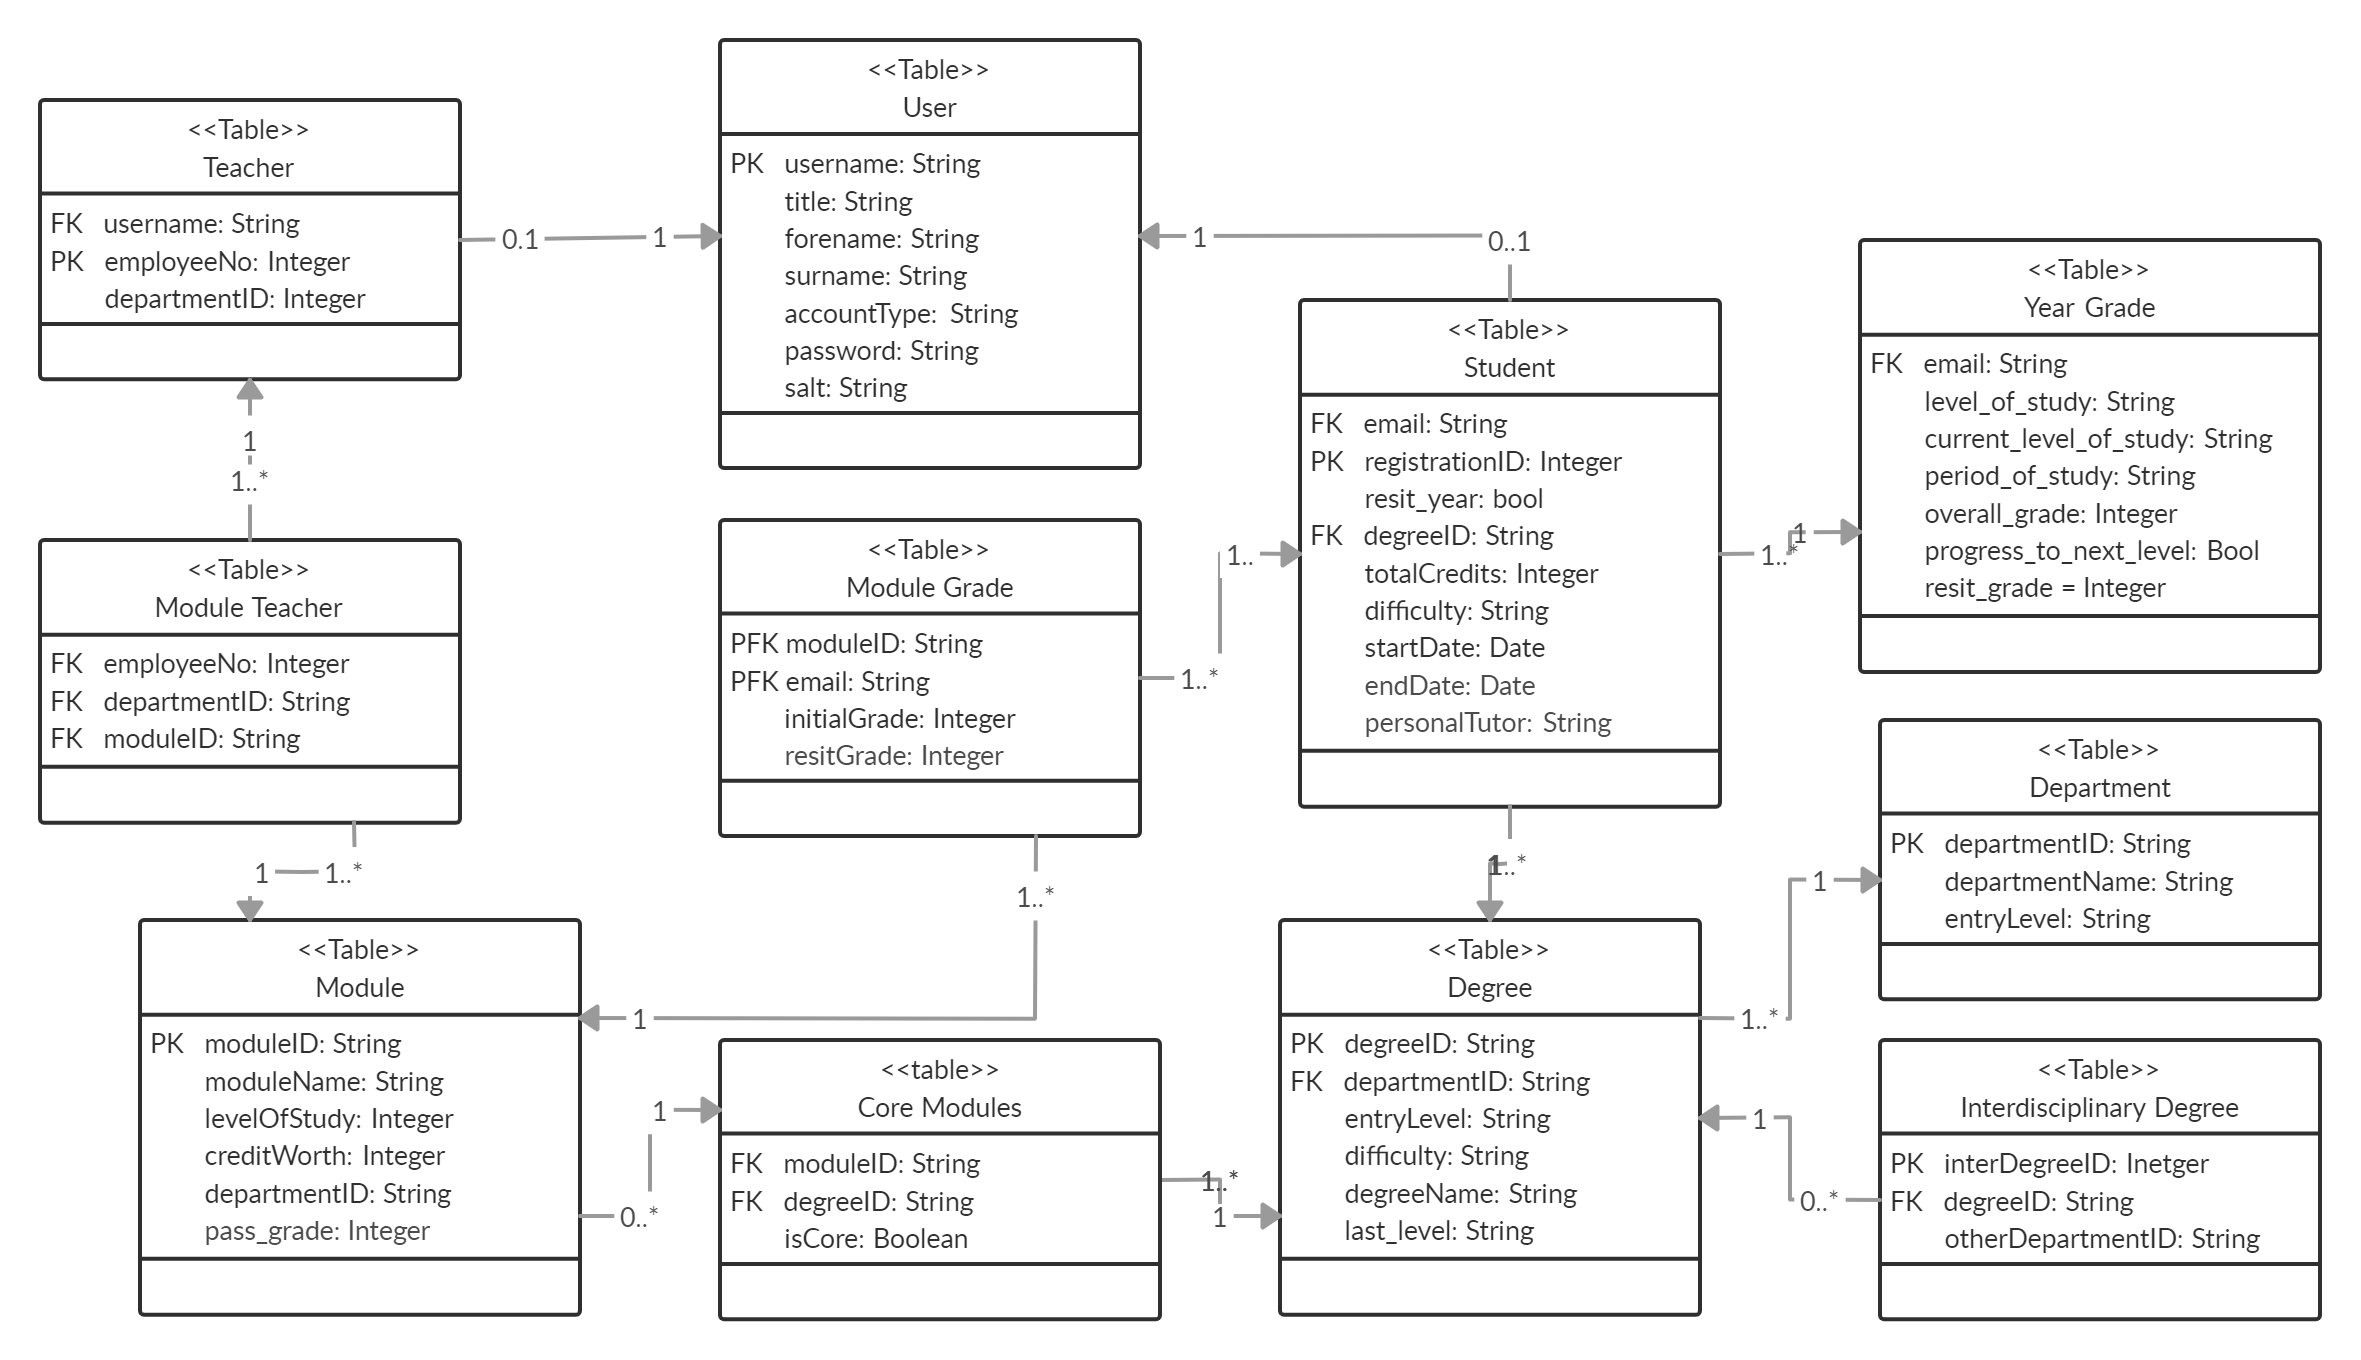 <<Table>>
Teacher
FK username: String
PK employeeNo: Integer
departmentID: Integer
0.1
1
<<Table>>
User
PK username: String
title: String
forename: String
surname: String
accountType: String
password: String
salt: String
1
0..1
<<Table>>
Student
FK email: String
PK registrationID: Integer
resit_year: bool
FK degreeID: String
totalCredits: Integer
difficulty: String
startDate: Date
endDate: Date
personalTutor: String
1..*
1
<<Table>>
Year Grade
FK email: String
level_of_study: String
current_level_of_study: String
period_of_study: String
overall_grade: Integer
progress_to_next_level: Bool
resit_grade = Integer
1
1..*
<<Table>>
Module Teacher
FK employeeNo: Integer
FK departmentID: String
FK moduleID: String
1
1..*
<<Table>>
Module Grade
PFK moduleID: String
PFK email: String
initialGrade: Integer
resitGrade: Integer
1..*
1..
1..*
1
1
1..*
<<Table>>
Department
PK departmentID: String
departmentName: String
entryLevel: String
<<Table>>
Module
PK moduleID: String
moduleName: String
levelOfStudy: Integer
creditWorth: Integer
departmentID: String
pass_grade: Integer
0..*
1
<<table>>
Core Modules
FK moduleID: String
FK degreeID: String
isCore: Boolean
1..*
1
<<Table>>
Degree
PK degreeID: String
FK departmentID: String
entryLevel: String
difficulty: String
degreeName: String
last_level: String
1..*
1
1
0..*
<<Table>>
Interdisciplinary Degree
PK interDegreeID: Inetger
FK degreeID: String
otherDepartmentID: String